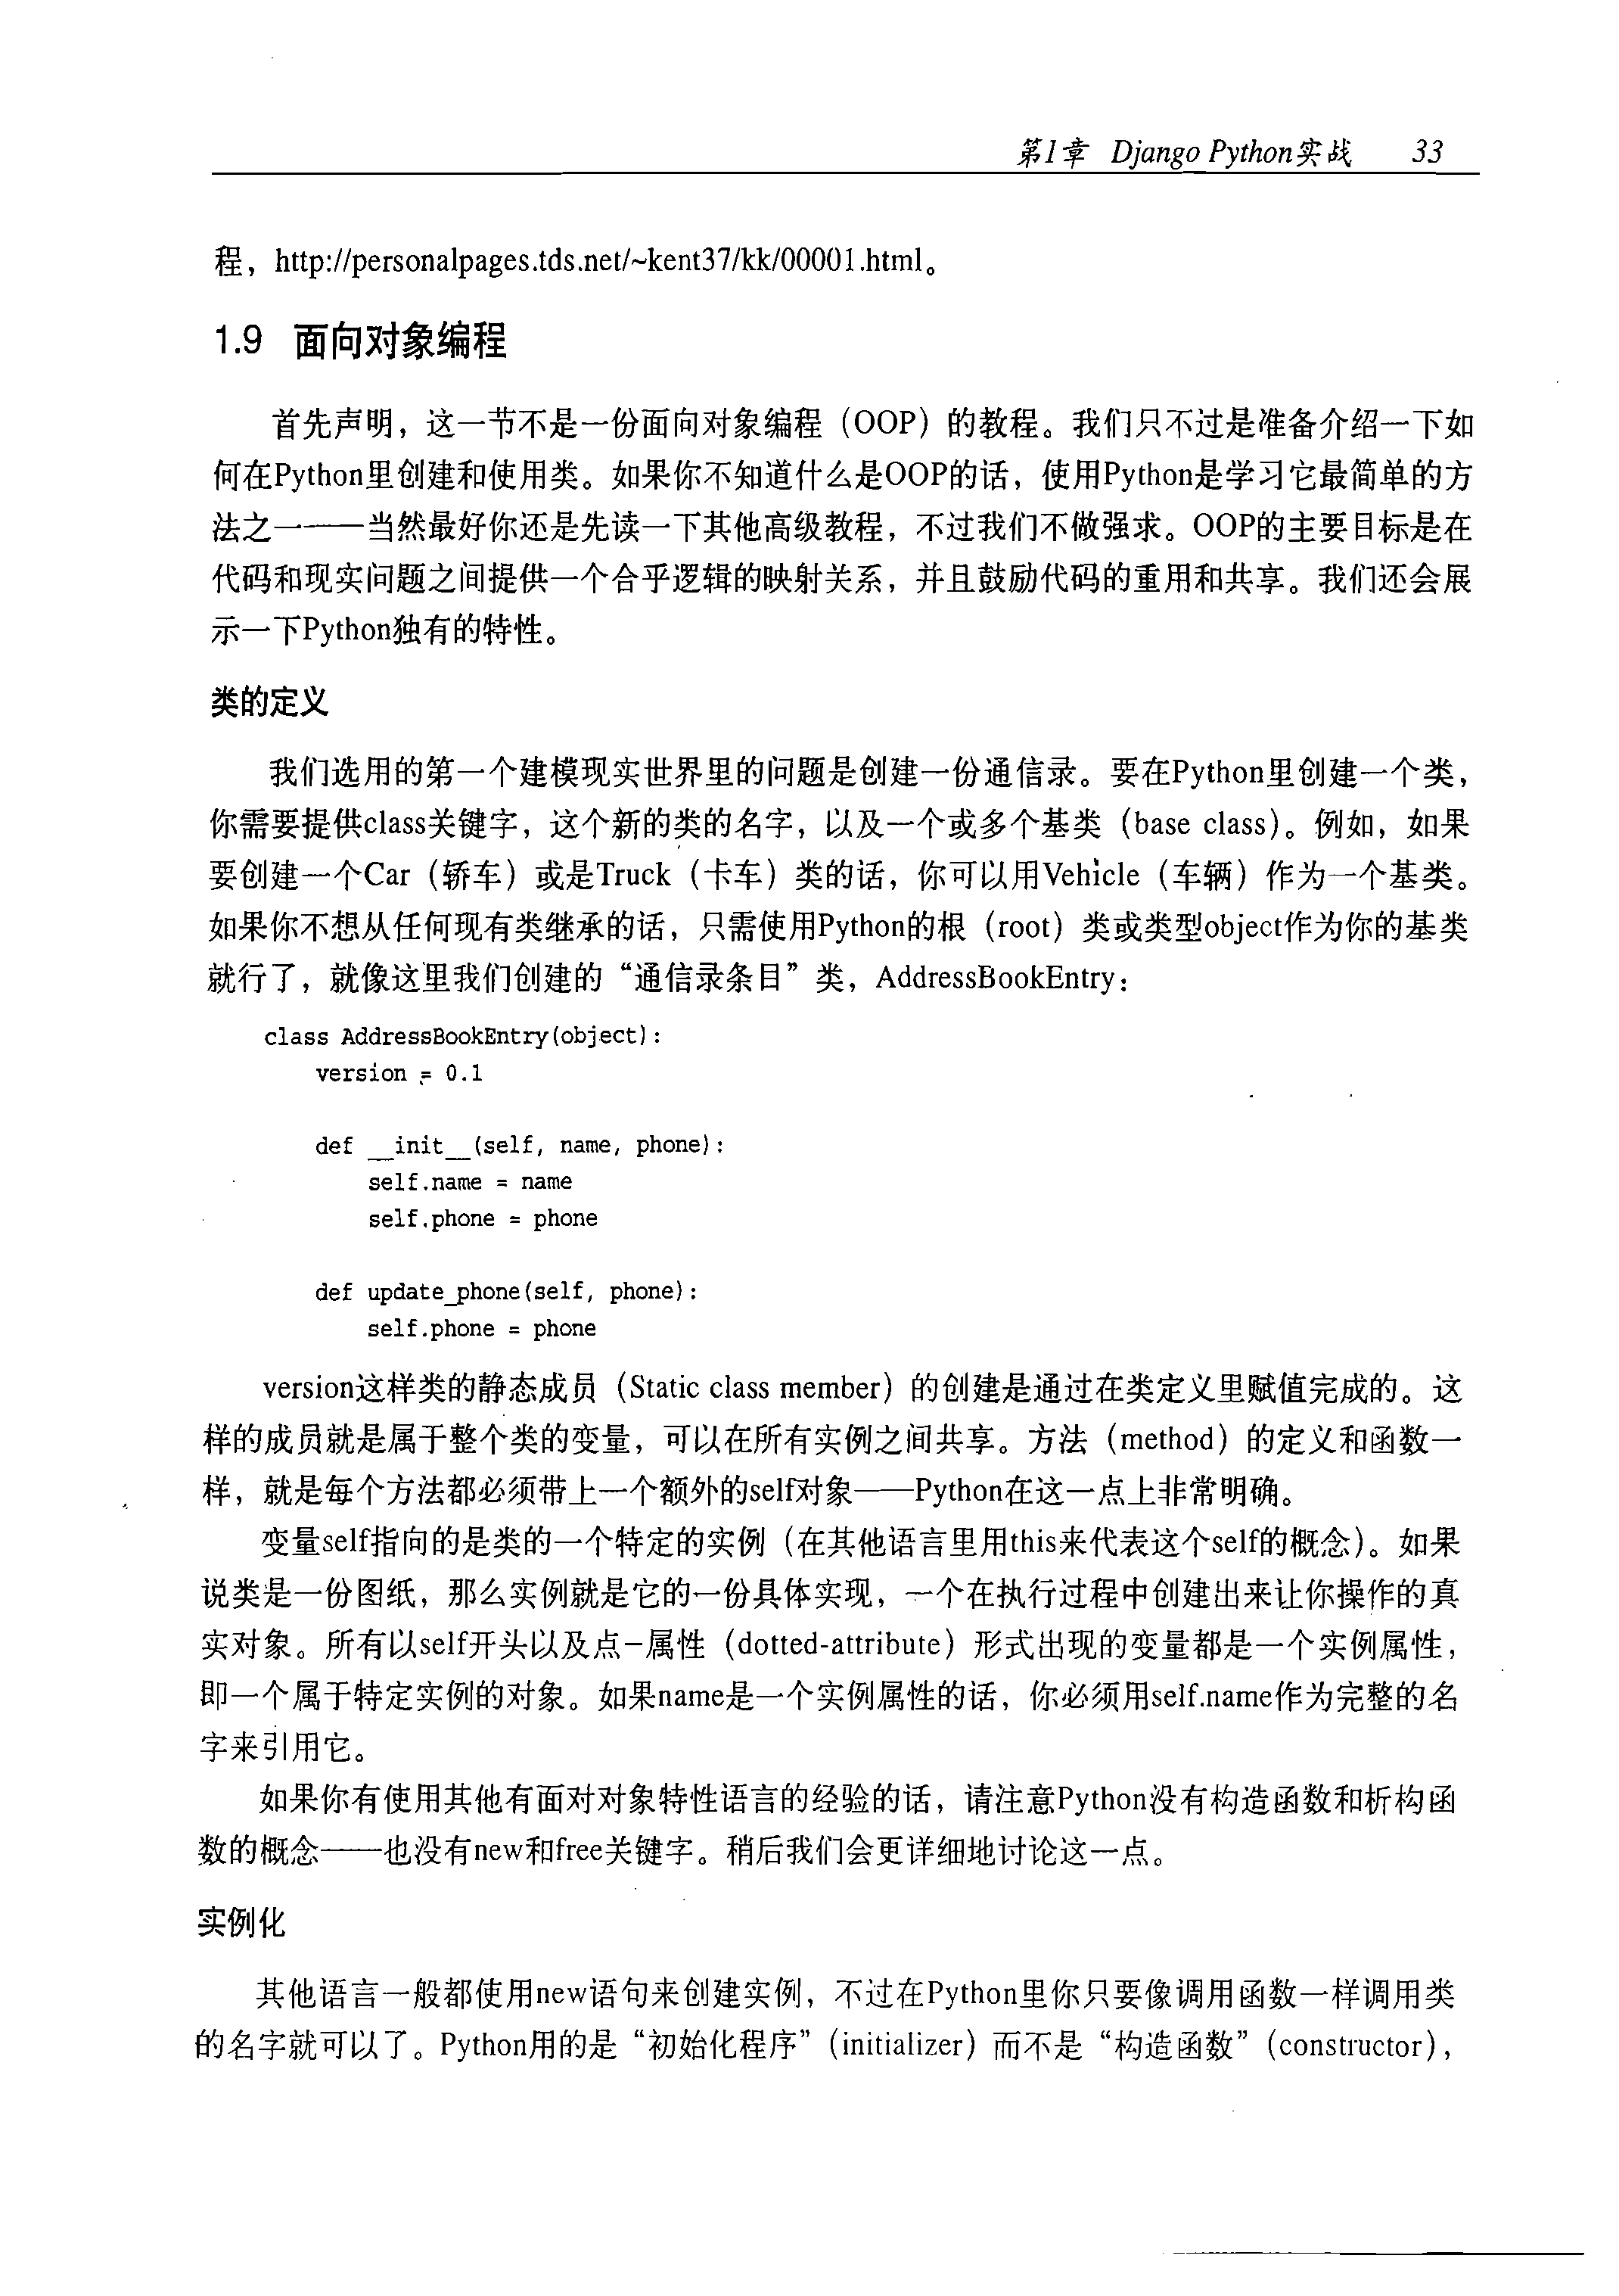 第1章 Django Python实战 33
程，http://personalpages.tds.net/~kent37/kk/00001.html。
1.9 面向对象编程
首先声明，这一节不是一份面向对象编程（OOP）的教程。我们只不过是准备介绍一下如
何在Python里创建和使用类。如果你不知道什么是OOP的话，使用Python是学习它最简单的方
法之一——当然最好你还是先读一下其他高级教程，不过我们不做强求。OOP的主要目标是在
代码和现实问题之间提供一个合乎逻辑的映射关系，并且鼓励代码的重用和共享。我们还会展
示一下Python独有的特性。
类的定义
我们选用的第一个建模现实世界里的问题是创建一份通信录。要在Python里创建一个类，
你需要提供class关键字，这个新的类的名字，以及一个或多个基类（base class）。例如，如果
要创建一个Car（轿车）或是Truck（卡车）类的话，你可以用Vehicle（车辆）作为一个基类。
如果你不想从任何现有类继承的话，只需使用Python的根（root）类或类型object作为你的基类
就行了，就像这里我们创建的“通信录条目”类，AddressBookEntry：
class AddressBookEntry(object):
version = 0.1
def __init__(self, name, phone):
self.name = name
self.phone = phone
def update_phone(self, phone):
self.phone = phone
version这样类的静态成员（Static class member）的创建是通过在类定义里赋值完成的。这
样的成员就是属于整个类的变量，可以在所有实例之间共享。方法（method）的定义和函数一
样，就是每个方法都必须带上一个额外的self对象——Python在这一点上非常明确。
变量self指向的是类的一个特定的实例（在其他语言里用this来代表这个self的概念）。如果
说类是一份图纸，那么实例就是它的一份具体实现，一个在执行过程中创建出来让你操作的真
实对象。所有以self开头以及点-属性（dotted-attribute）形式出现的变量都是一个实例属性，
即一个属于特定实例的对象。如果name是一个实例属性的话，你必须用self.name作为完整的名
字来引用它。
如果你有使用其他有面对对象特性语言的经验的话，请注意Python没有构造函数和析构函
数的概念——也没有new和free关键字。稍后我们会更详细地讨论这一点。
实例化
其他语言一般都使用new语句来创建实例，不过在Python里你只要像调用函数一样调用类
的名字就可以了。Python用的是“初始化程序”（initializer）而不是“构造函数”（constructor），